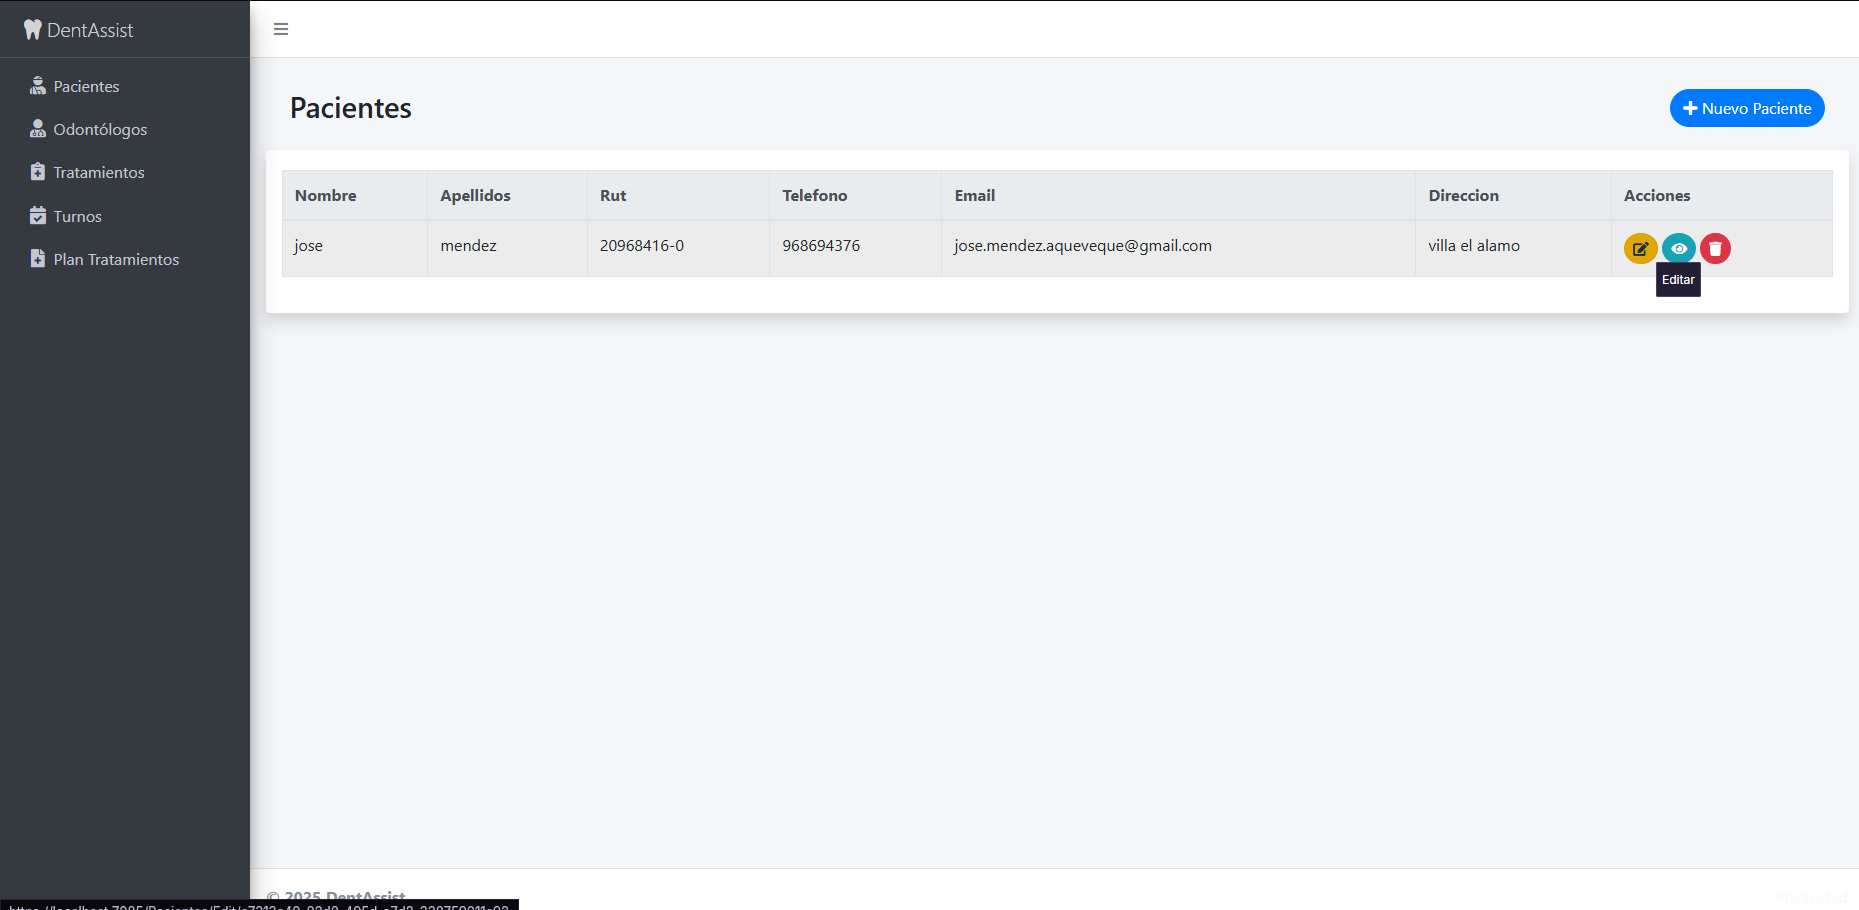 DentAssist
Pacientes
Odontólogos
Tratamientos
Turnos
Plan Tratamientos
Pacientes
Nuevo Paciente
Nombre Apellidos Rut Telefono Email Direccion Acciones
jose mendez 20968416-0 968694376 jose.mendez.aqueveque@gmail.com villa el alamo
Editar
© 2025 DentAssist
Privacidad